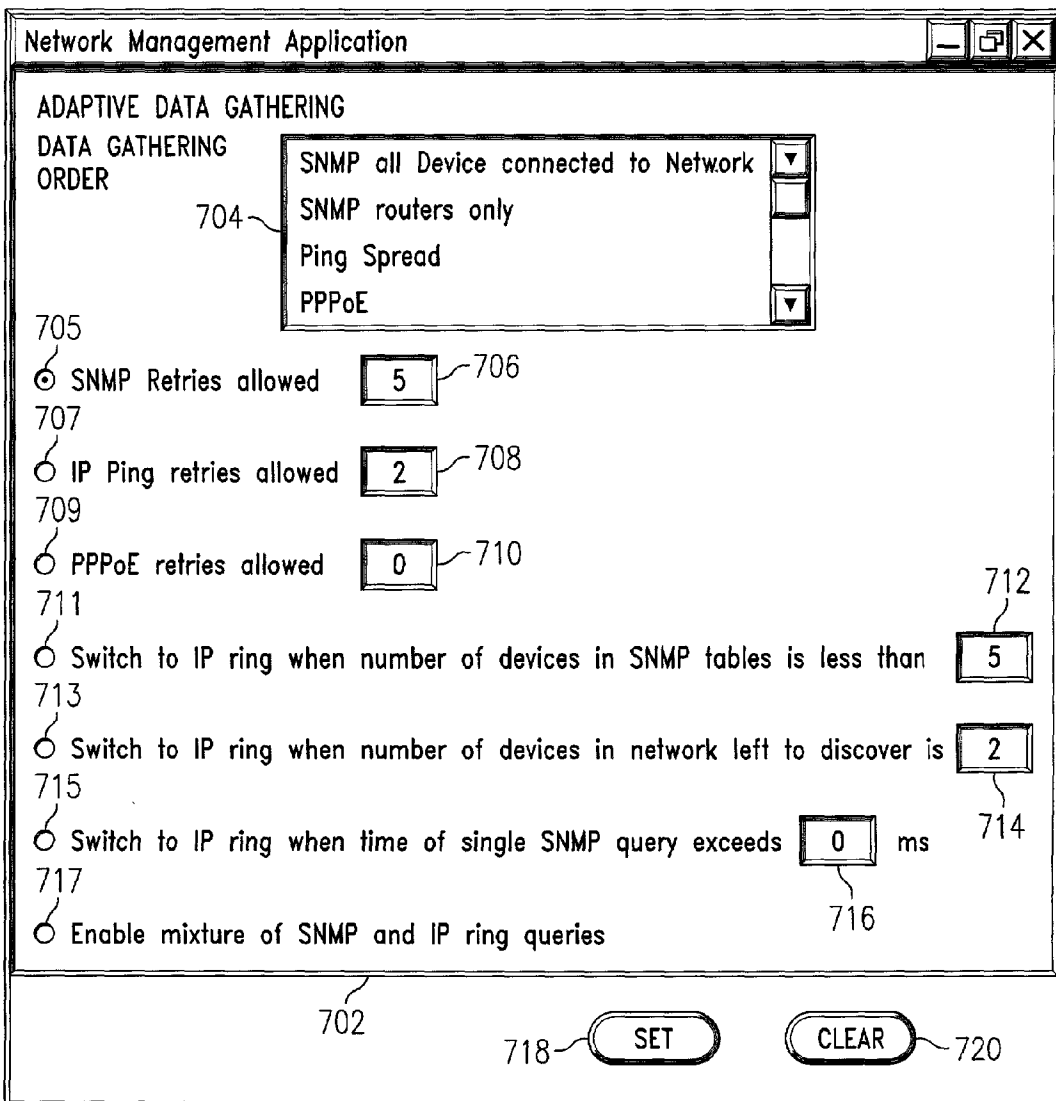 Network Management Application
ADAPTIVE DATA GATHERING
DATA GATHERING
ORDER
704
SNMP all Device connected to Network
SNMP routers only
Ping Spread
PPPoE
705
SNMP Retries allowed 5 706
707
IP Ping retries allowed 2 708
709
PPPoE retries allowed 0 710
711
712
Switch to IP ring when number of devices in SNMP tables is less than 5
713
Switch to IP ring when number of devices in network left to discover is 2
715
714
Switch to IP ring when time of single SNMP query exceeds 0 ms
717
716
Enable mixture of SNMP and IP ring queries
702
718 SET CLEAR 720